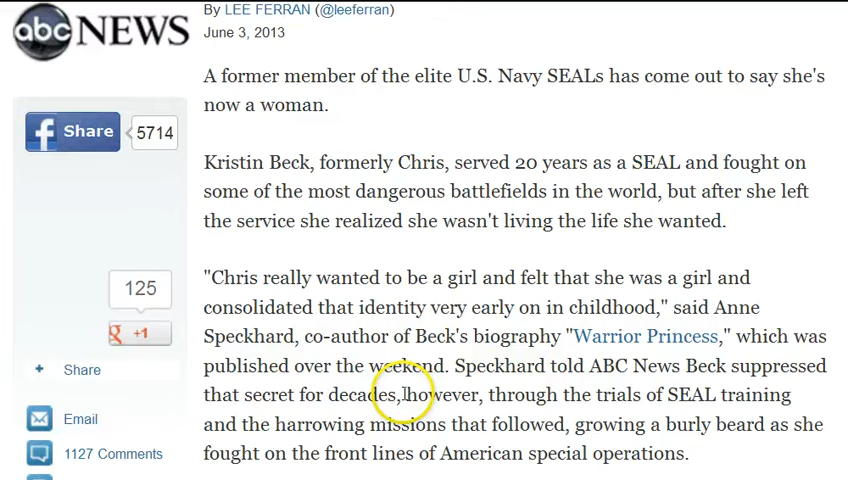 abc NEWS
By LEE FERRAN (@leeferran)
June 3, 2013
A former member of the elite U.S. Navy SEALs has come out to say she's
now a woman.
f Share
5714
Kristin Beck, formerly Chris, served 20 years as a SEAL and fought on
some of the most dangerous battlefields in the world, but after she left
the service she realized she wasn't living the life she wanted.
"Chris really wanted to be a girl and felt that she was a girl and
consolidated that identity very early on in childhood," said Anne
Speckhard, co-author of Beck's biography "Warrior Princess," which was
published over the weekend. Speckhard told ABC News Beck suppressed
that secret for decades, however, through the trials of SEAL training
and the harrowing missions that followed, growing a burly beard as she
fought on the front lines of American special operations.
125
g +1
+ Share
Email
1127 Comments